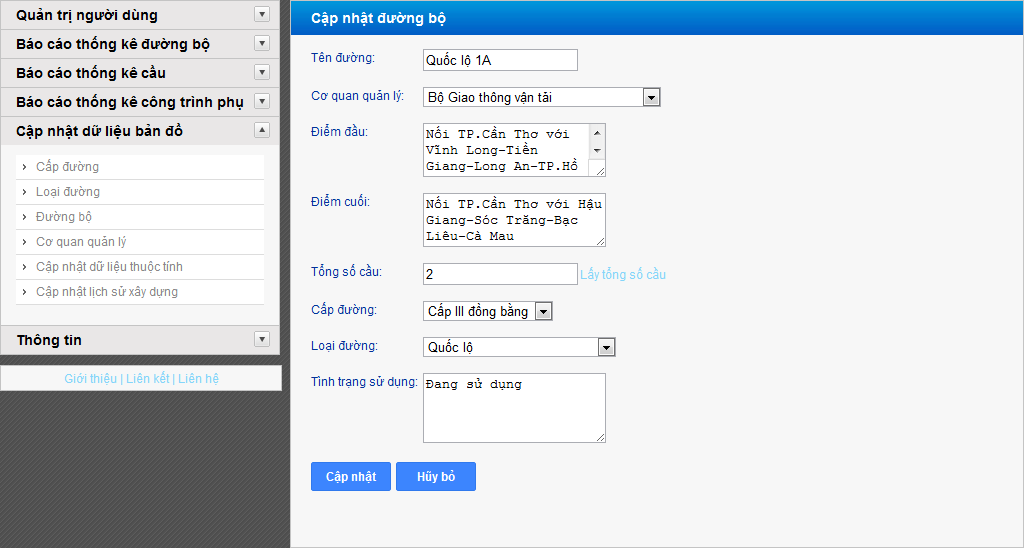 Quản trị người dùng
Báo cáo thống kê đường bộ
Báo cáo thống kê cầu
Báo cáo thống kê công trình phụ
Cập nhật dữ liệu bản đồ
Cấp đường
Loại đường
Đường bộ
Cơ quan quản lý
Cập nhật dữ liệu thuộc tính
Cập nhật lịch sử xây dựng
Thông tin
Giới thiệu | Liên kết | Liên hệ
Cập nhật đường bộ
Tên đường: Quốc lộ 1A
Cơ quan quản lý: Bộ Giao thông vận tải
Điểm đầu: Nối TP.Cần Thơ với
Vĩnh Long-Tiền
Giang-Long An-TP.Hồ
Điểm cuối: Nối TP.Cần Thơ với Hậu
Giang-Sóc Trăng-Bạc
Liêu-Cà Mau
Tổng số cầu: 2 Lấy tổng số cầu
Cấp đường: Cấp III đồng bằng
Loại đường: Quốc lộ
Tình trạng sử dụng: Đang sử dụng
Cập nhật Hủy bỏ